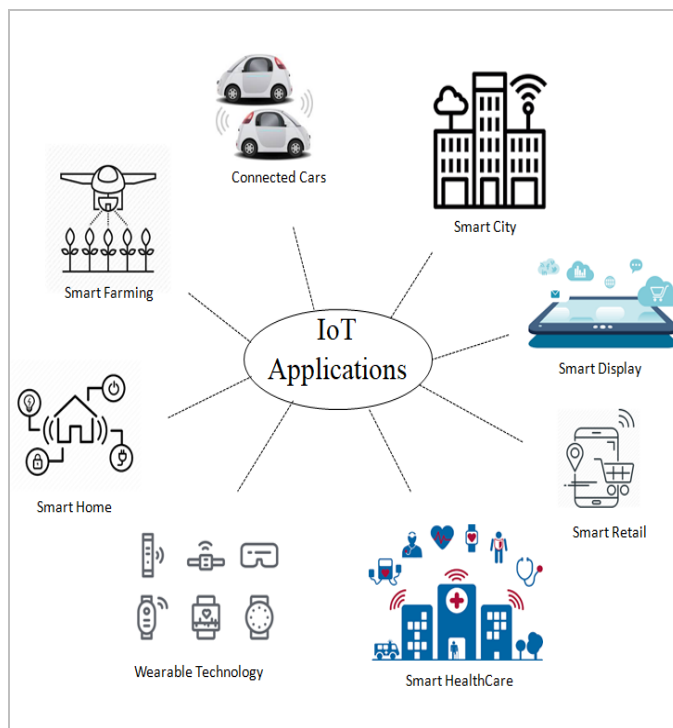 Connected Cars
Smart City
Smart Farming
IoT
Applications
Smart Display
Smart Home
Smart Retail
Wearable Technology
Smart HealthCare